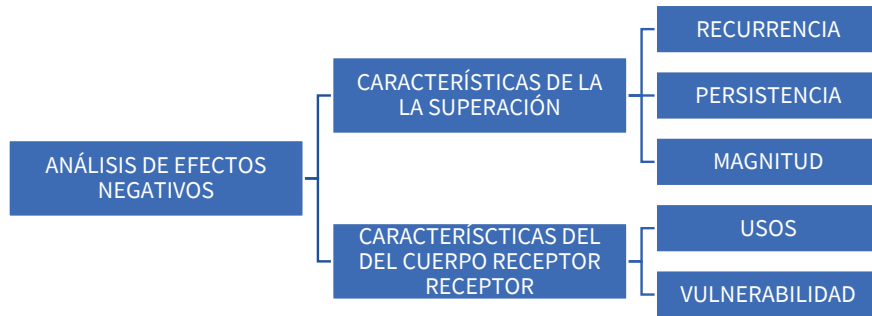 ANÁLISIS DE EFECTOS
NEGATIVOS
CARACTERÍSTICAS DE LA
LA SUPERACIÓN
RECURRENCIA
PERSISTENCIA
MAGNITUD
CARACTERÍSCTICAS DEL
DEL CUERPO RECEPTOR
RECEPTOR
USOS
VULNERABILIDAD